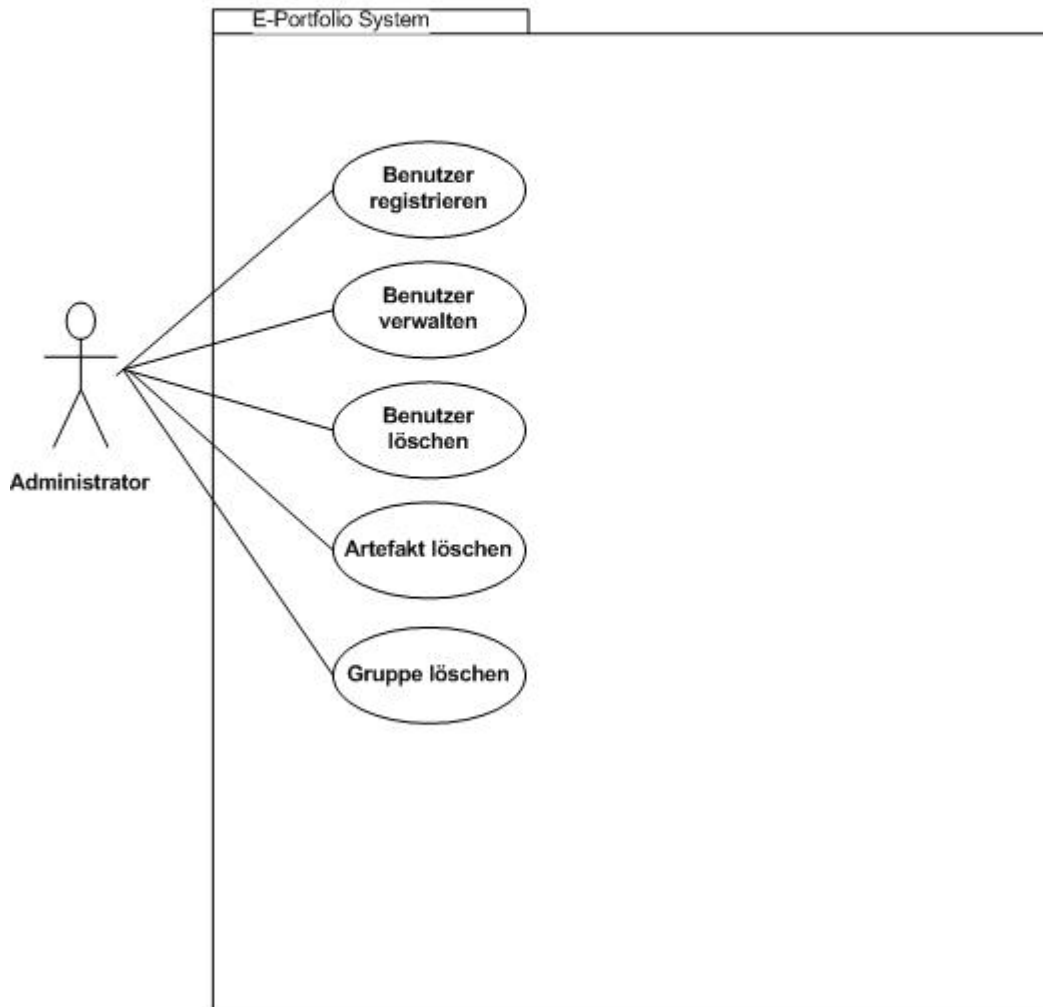 E-Portfolio System
Benutzer
registrieren
Benutzer
verwalten
Benutzer
löschen
Administrator
Artefakt löschen
Gruppe löschen